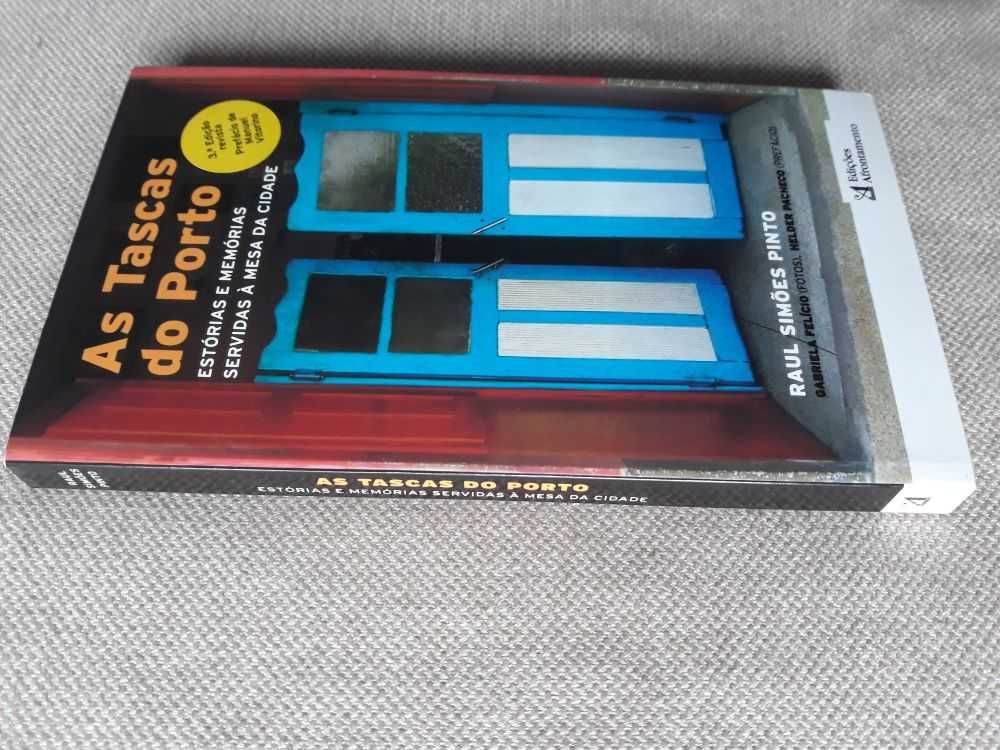 As Tascas
do Porto
ESTÓRIAS E MEMÓRIAS
SERVIDAS À MESA DA CIDADE
3.ª Edição
revista
Prefácio de
Manuel
Vitorino
RAUL SIMÕES PINTO
GABRIELA FELÍCIO (FOTOS), HELDER PACHECO (PREFÁCIO)
Edições
Afrontamento
RAUL
SIMÕES
PINTO
AS TASCAS DO PORTO
ESTÓRIAS E MEMÓRIAS SERVIDAS À MESA DA CIDADE